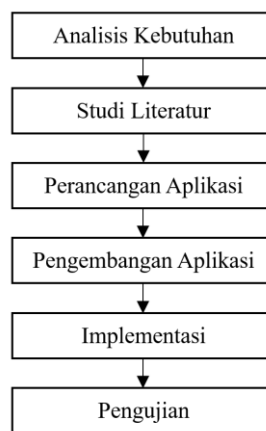 Analisis Kebutuhan
Studi Literatur
Perancangan Aplikasi
Pengembangan Aplikasi
Implementasi
Pengujian